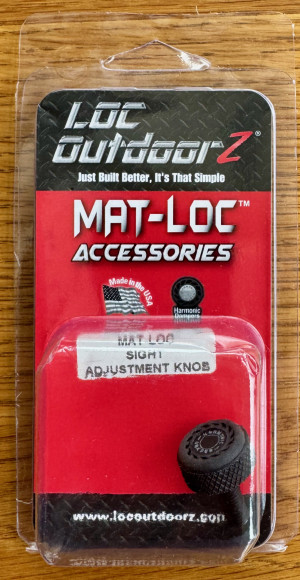 LOC
OutdoorZ®
Just Built Better, It's That Simple
MAT-LOC™
ACCESSORIES
Made in the USA
Harmonic
Dampers
MAT-LOC
SIGHT
ADJUSTMENT KNOB
www.locoutdoorz.com